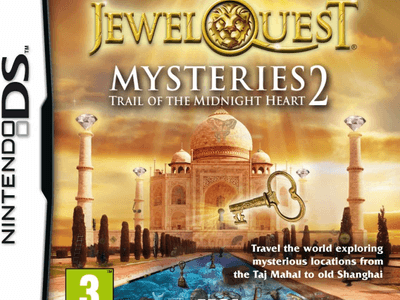 NINTENDO DS™
JEWEL QUEST®
MYSTERIES 2
TRAIL OF THE MIDNIGHT HEART
Travel the world exploring
mysterious locations from
the Taj Mahal to old Shanghai
3